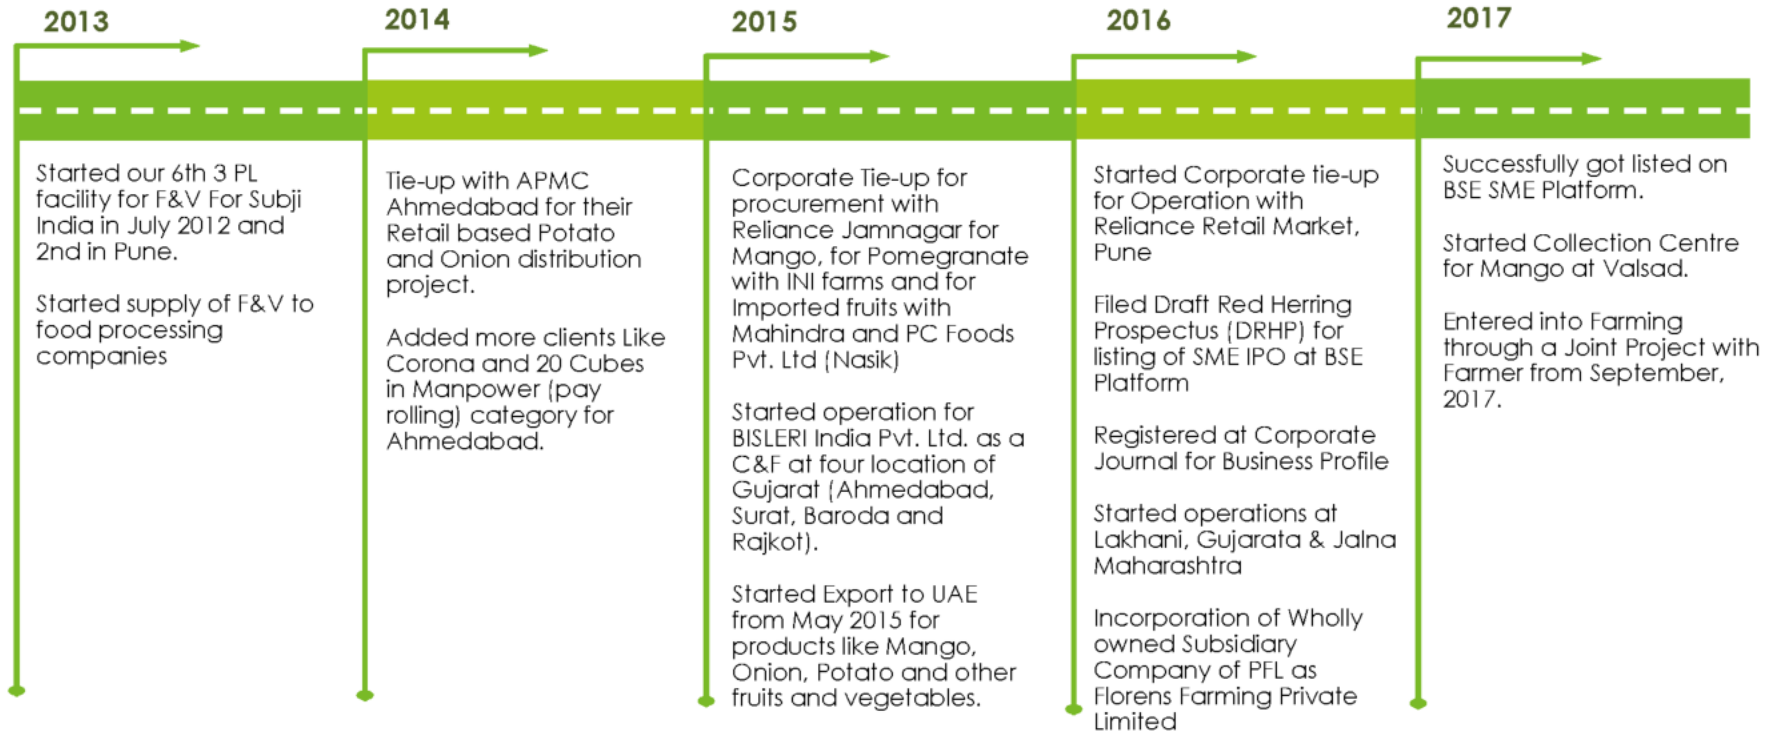 2013
Started our 6th 3 PL
facility for F&V For Subji
India in July 2012 and
2nd in Pune.
Started supply of F&V to
food processing
companies
2014
Tie-up with APMC
Ahmedabad for their
Retail based Potato
and Onion distribution
project.
Added more clients Like
Corona and 20 Cubes
in Manpower (pay
rolling) category for
Ahmedabad.
2015
Corporate Tie-up for
procurement with
Reliance Jamnagar for
Mango, for Pomegranate
with INI farms and for
Imported fruits with
Mahindra and PC Foods
Pvt. Ltd (Nasik)
Started operation for
BISLERI India Pvt. Ltd. as a
C&F at four location of
Gujarat (Ahmedabad,
Surat, Baroda and
Rajkot).
Started Export to UAE
from May 2015 for
products like Mango,
Onion, Potato and other
fruits and vegetables.
2016
Started Corporate tie-up
for Operation with
Reliance Retail Market,
Pune
Filed Draft Red Herring
Prospectus (DRHP) for
listing of SME IPO at BSE
Platform
Registered at Corporate
Journal for Business Profile
Started operations at
Lakhani, Gujarata & Jalna
Maharashtra
Incorporation of Wholly
owned Subsidiary
Company of PFL as
Florens Farming Private
Limited
2017
Successfully got listed on
BSE SME Platform.
Started Collection Centre
for Mango at Valsad.
Entered into Farming
through a Joint Project with
Farmer from September,
2017.